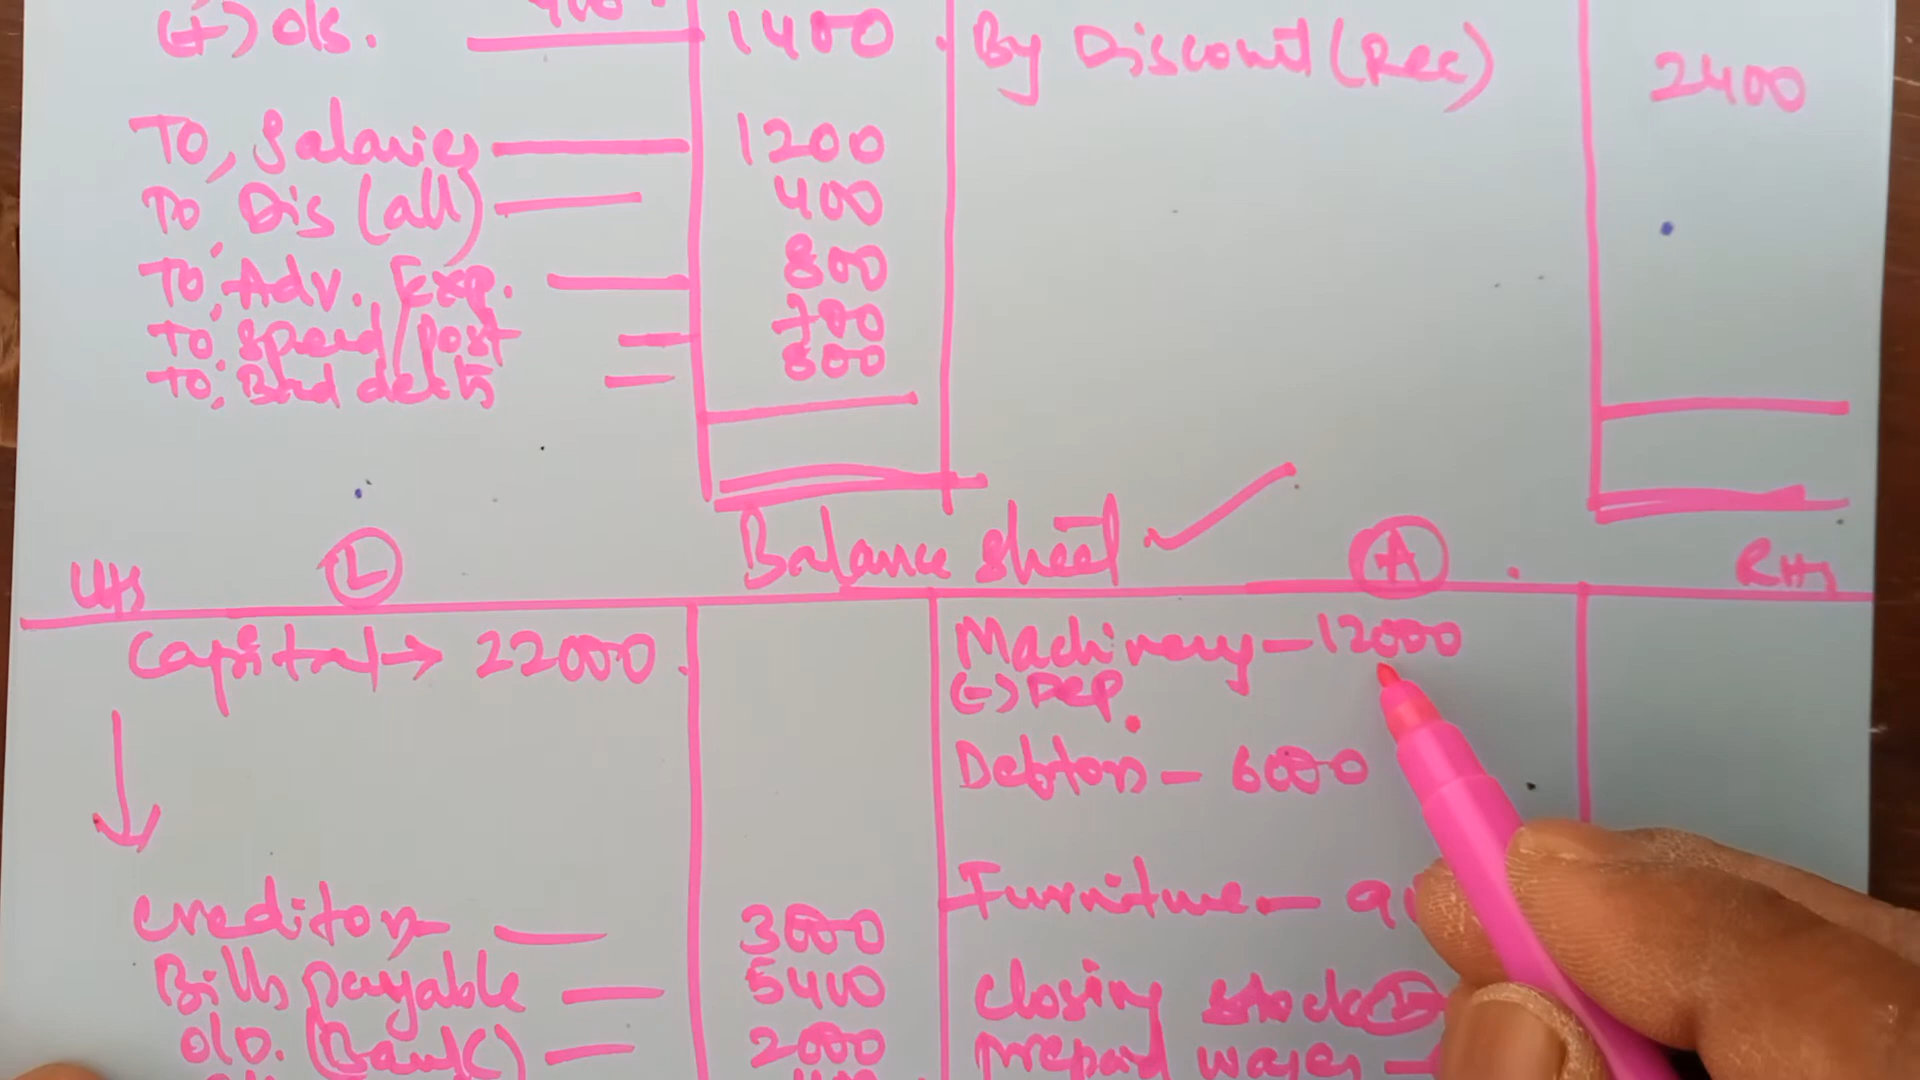 (+) O/s. 1400 By Discount (Rec) 2400
To, Salaries 1200
To, Dis (all) 400
To, Adv. Exp. 800
To, Speed/Post 700
To, Bad debts
Balance sheet
LHS L A RHS
Capital → 22000 Machinery - 12000
(-) Dep.
Debtors - 6000
Creditors 3000 Furniture -
Bills payable 5400 Closing stock
O/D. (Bank) 2000 Prepaid wages -